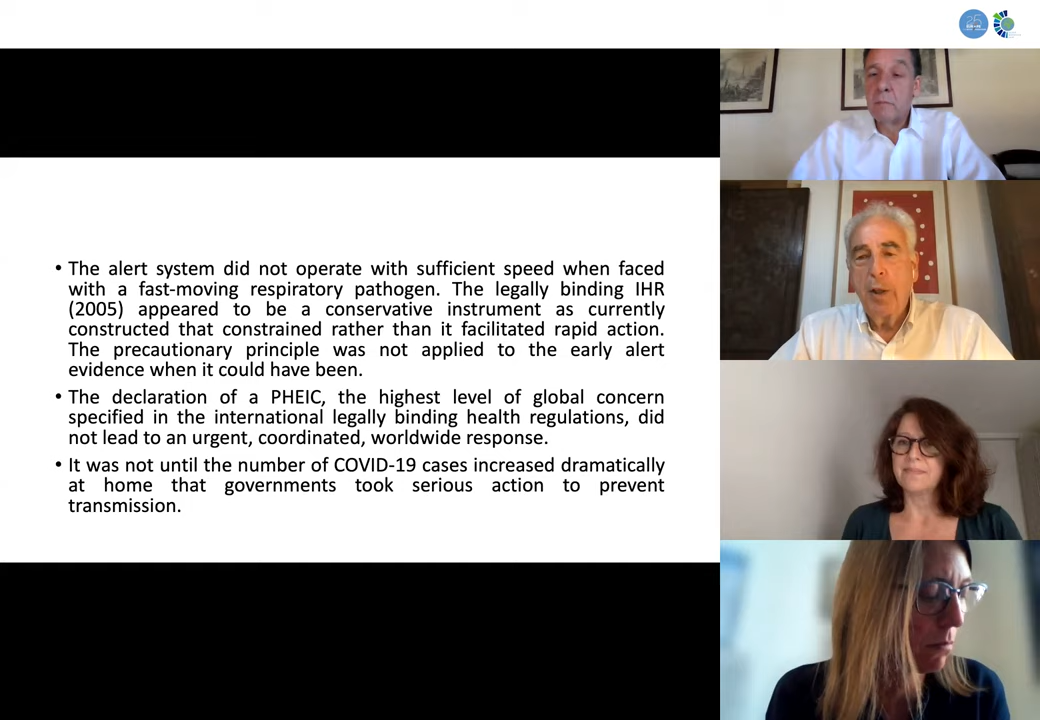 25
• The alert system did not operate with sufficient speed when faced
with a fast-moving respiratory pathogen. The legally binding IHR
(2005) appeared to be a conservative instrument as currently
constructed that constrained rather than it facilitated rapid action.
The precautionary principle was not applied to the early alert
evidence when it could have been.
• The declaration of a PHEIC, the highest level of global concern
specified in the international legally binding health regulations, did
not lead to an urgent, coordinated, worldwide response.
• It was not until the number of COVID-19 cases increased dramatically
at home that governments took serious action to prevent
transmission.